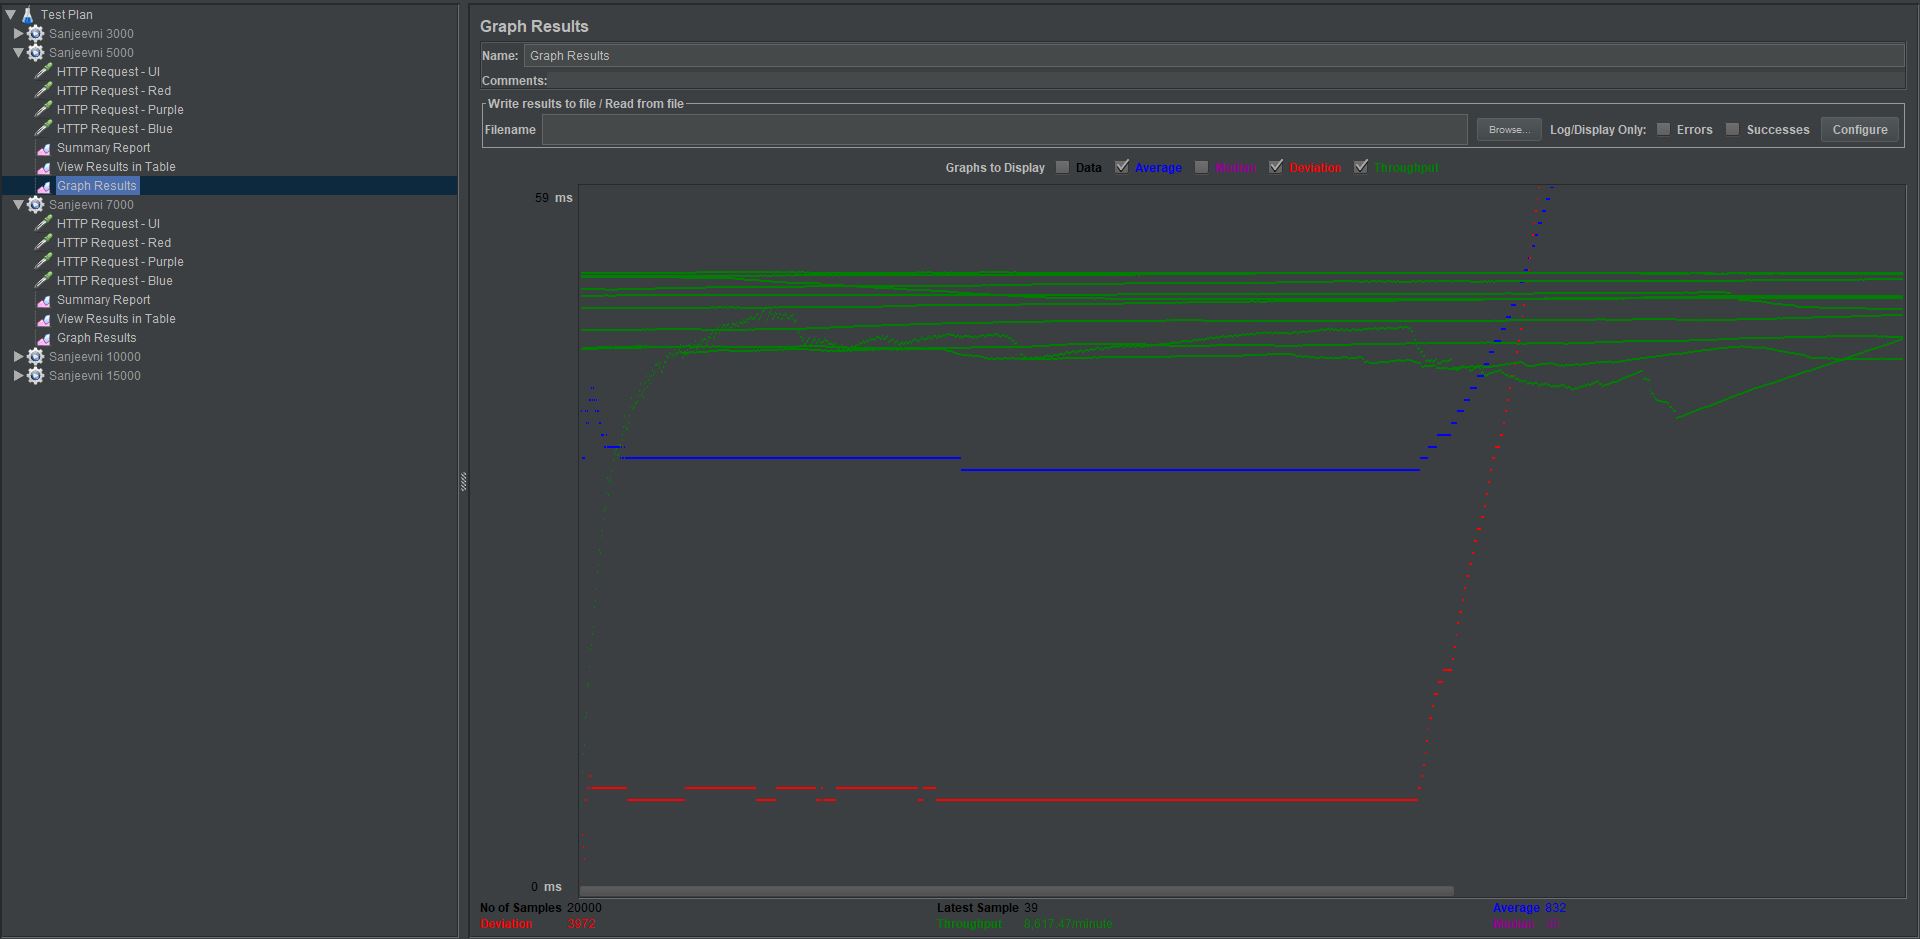 Test Plan
Sanjeevni 3000
Sanjeevni 5000
HTTP Request - UI
HTTP Request - Red
HTTP Request - Purple
HTTP Request - Blue
Summary Report
View Results in Table
Graph Results
Sanjeevni 7000
HTTP Request - UI
HTTP Request - Red
HTTP Request - Purple
HTTP Request - Blue
Summary Report
View Results in Table
Graph Results
Sanjeevni 10000
Sanjeevni 15000
Graph Results
Name: Graph Results
Comments:
Write results to file / Read from file
Filename Browse... Log/Display Only: Errors Successes Configure
Graphs to Display Data Average Median Deviation Throughput
59 ms
0 ms
No of Samples 20000 Latest Sample 39 Average 832
Deviation 3972 Throughput 8,617.47/minute Median